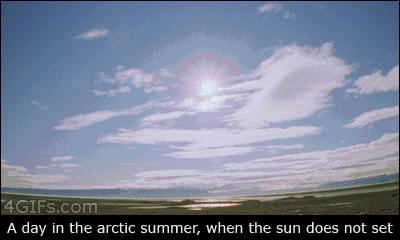 4GIFs.com
A day in the arctic summer, when the sun does not set